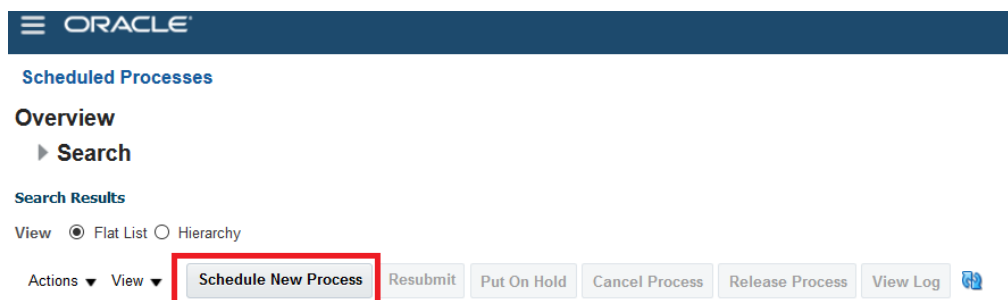 ORACLE
Scheduled Processes
Overview
Search
Search Results
View Flat List Hierarchy
Actions View Schedule New Process Resubmit Put On Hold Cancel Process Release Process View Log